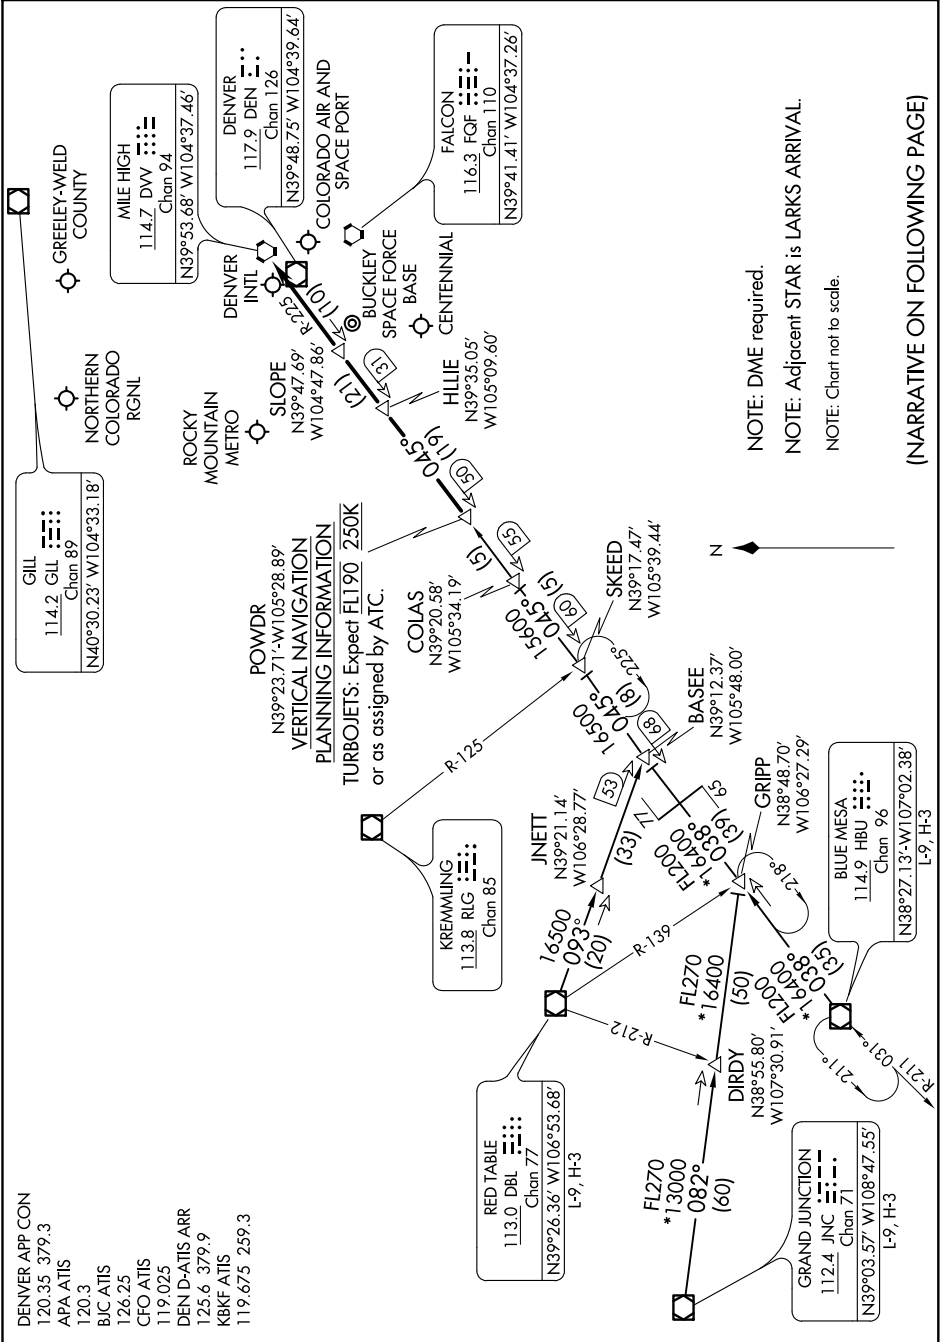 DENVER APP CON
120.35 379.3
APA ATIS
120.3
BJC ATIS
126.25
CFO ATIS
119.025
DEN D-ATIS ARR
125.6 379.9
KBKF ATIS
119.675 259.3
GILL
114.2 GLL
Chan 89
N40°30.23' W104°33.18'
NORTHERN
COLORADO
RGNL
GREELEY-WELD
COUNTY
MILE HIGH
114.7 DVV
Chan 94
N39°53.68' W104°37.46'
DENVER
117.9 DEN
Chan 126
N39°48.75' W104°39.64'
ROCKY
MOUNTAIN
METRO
DENVER
INTL
COLORADO AIR AND
SPACE PORT
R-225
(10)
SLOPE
N39°47.69'
W104°47.86'
BUCKLEY
SPACE FORCE
BASE
CENTENNIAL
FALCON
116.3 FQF
Chan 110
N39°41.41' W104°37.26'
(21)
31
HLLIE
N39°35.05'
W105°09.60'
045°
(19)
50
POWDR
N39°23.71'-W105°28.89'
VERTICAL NAVIGATION
PLANNING INFORMATION
TURBOJETS: Expect FL190 250K
or as assigned by ATC.
(5)
55
COLAS
N39°20.58'
W105°34.19'
15600
045°
(5)
60
SKEED
N39°17.47'
W105°39.44'
225°
R-125
KREMMLING
113.8 RLG
Chan 85
16500
045°
(8)
68
BASEE
N39°12.37'
W105°48.00'
53
77
65
JNETT
N39°21.14'
W106°28.77'
(33)
16500
093°
(20)
FL200
*16400
038°
(39)
GRIPP
N38°48.70'
W106°27.29'
218°
R-139
R-212
RED TABLE
113.0 DBL
Chan 77
N39°26.36' W106°53.68'
L-9, H-3
FL270
*16400
(50)
FL200
*16400
038°
(35)
BLUE MESA
114.9 HBU
Chan 96
N38°27.13'-W107°02.38'
L-9, H-3
211°
031°
R-211
DIRDY
N38°55.80'
W107°30.91'
FL270
*13000
082°
(60)
GRAND JUNCTION
112.4 JNC
Chan 71
N39°03.57' W108°47.55'
L-9, H-3
N
NOTE: DME required.
NOTE: Adjacent STAR is LARKS ARRIVAL.
NOTE: Chart not to scale.
(NARRATIVE ON FOLLOWING PAGE)